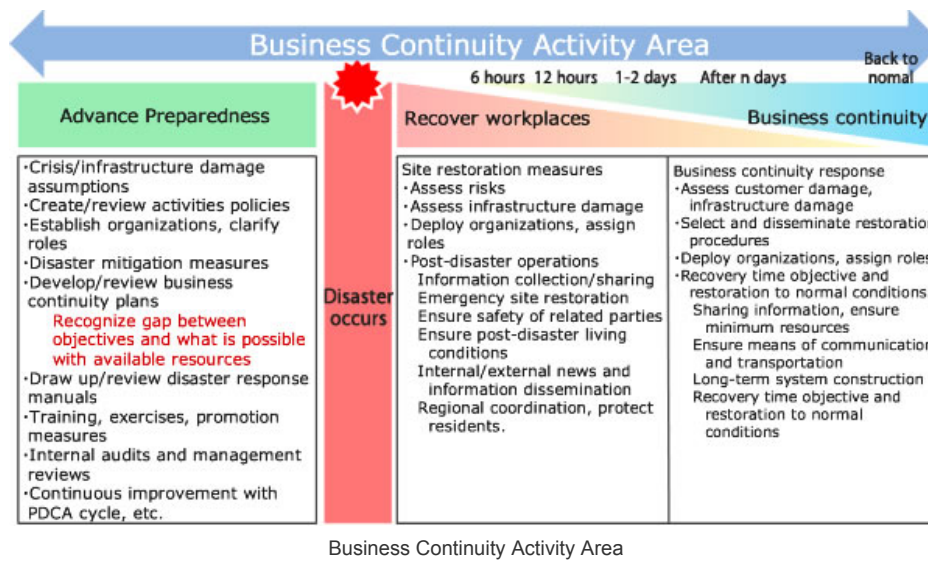 Business Continuity Activity Area
6 hours 12 hours 1-2 days After n days Back to
nomal
Advance Preparedness
Recover workplaces
Business continuity
·Crisis/infrastructure damage
assumptions
·Create/review activities policies
·Establish organizations, clarify
roles
·Disaster mitigation measures
·Develop/review business
continuity plans
Recognize gap between
objectives and what is possible
with available resources
·Draw up/review disaster response
manuals
·Training, exercises, promotion
measures
·Internal audits and management
reviews
·Continuous improvement with
PDCA cycle, etc.
Disaster
occurs
Site restoration measures
·Assess risks
·Assess infrastructure damage
·Deploy organizations, assign
roles
·Post-disaster operations
Information collection/sharing
Emergency site restoration
Ensure safety of related parties
Ensure post-disaster living
conditions
Internal/external news and
information dissemination
Regional coordination, protect
residents.
Business continuity response
·Assess customer damage,
infrastructure damage
·Select and disseminate restoration
procedures
·Deploy organizations, assign roles
·Recovery time objective and
restoration to normal conditions
Sharing information, ensure
minimum resources
Ensure means of communication
and transportation
Long-term system construction
Recovery time objective and
restoration to normal
conditions
Business Continuity Activity Area